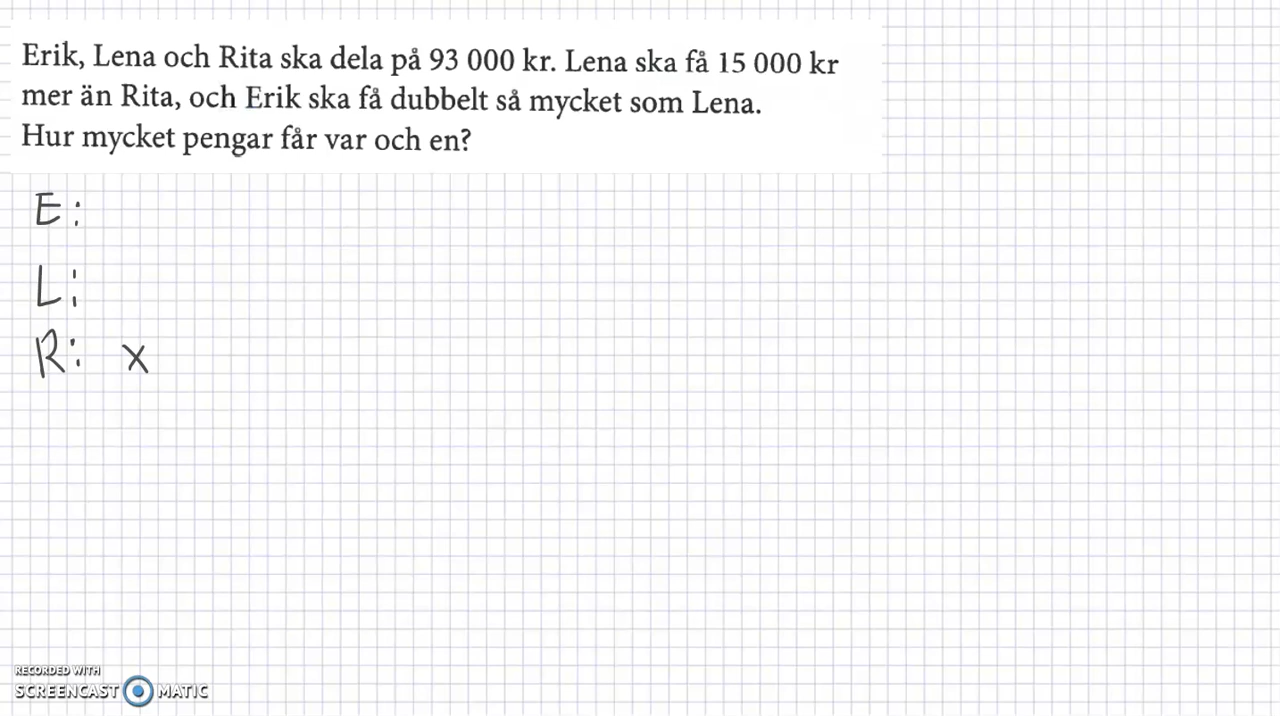 Erik, Lena och Rita ska dela på 93 000 kr. Lena ska få 15 000 kr
mer än Rita, och Erik ska få dubbelt så mycket som Lena.
Hur mycket pengar får var och en?
E:
L:
R: x
RECORDED WITH
SCREENCAST MATIC